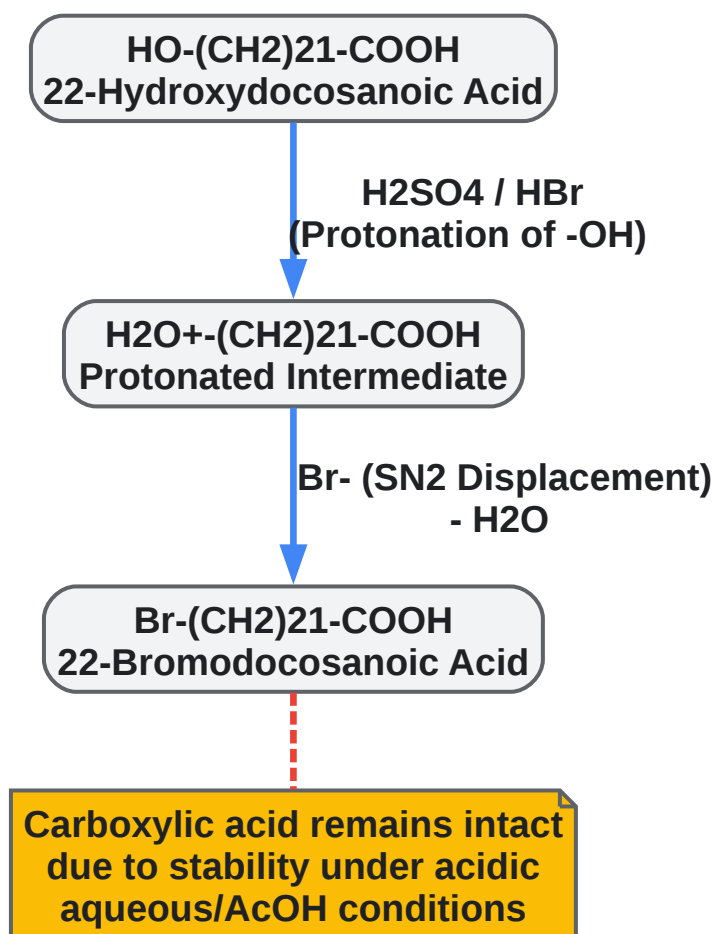 HO-(CH2)21-COOH
22-Hydroxydocosanoic Acid
H2SO4 / HBr
(Protonation of -OH)
H2O+-(CH2)21-COOH
Protonated Intermediate
Br- (SN2 Displacement)
- H2O
Br-(CH2)21-COOH
22-Bromodocosanoic Acid
Carboxylic acid remains intact
due to stability under acidic
aqueous/AcOH conditions